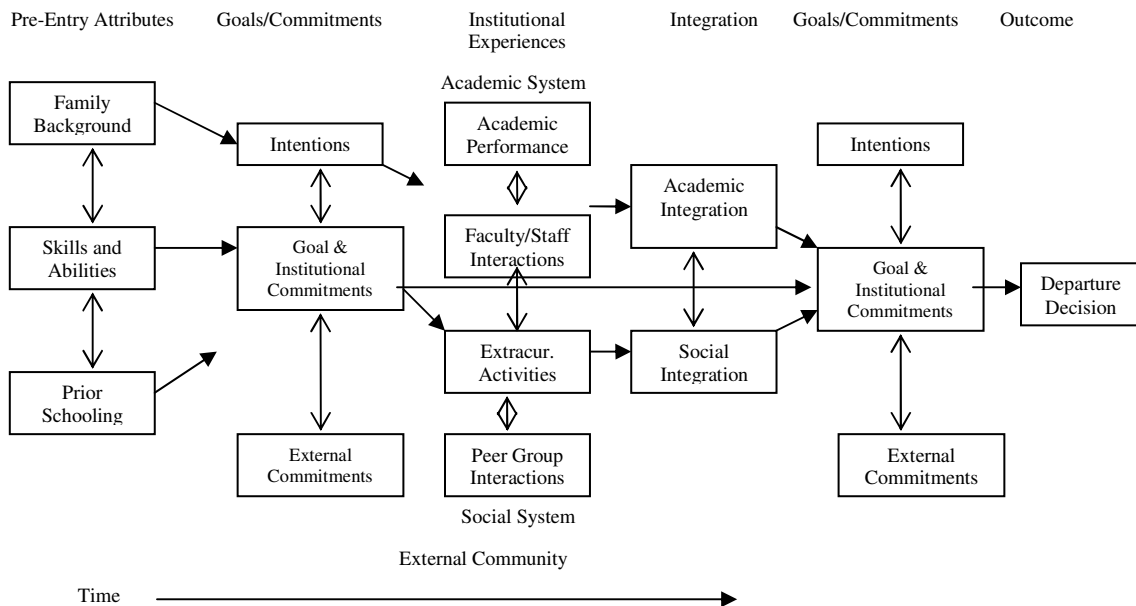 Pre-Entry Attributes
Goals/Commitments
Institutional
Experiences
Integration
Goals/Commitments
Outcome
Academic System
Family
Background
Skills and
Abilities
Prior
Schooling
Intentions
Goal &
Institutional
Commitments
External
Commitments
Academic
Performance
Faculty/Staff
Interactions
Extracur.
Activities
Peer Group
Interactions
Social System
Academic
Integration
Social
Integration
Intentions
Goal &
Institutional
Commitments
External
Commitments
Departure
Decision
External Community
Time